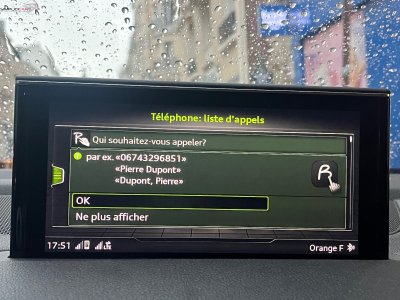 Téléphone: liste d'appels
Qui souhaitez-vous appeler?
par ex. «06743296851»
«Pierre Dupont»
«Dupont, Pierre»
OK
Ne plus afficher
17:51
LTE
Orange F